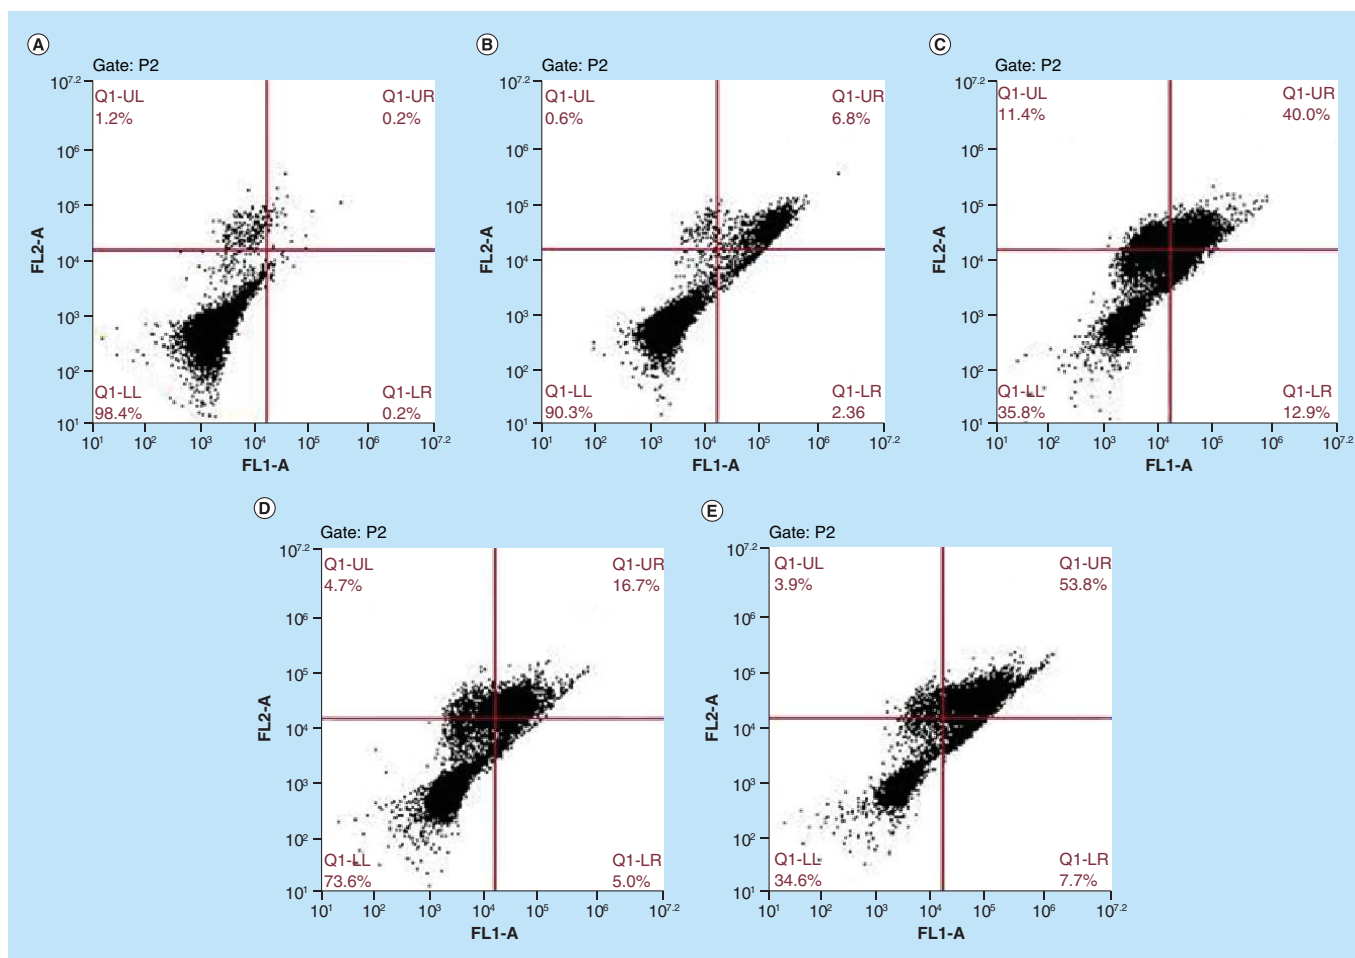 A
Gate: P2
10^7.2
10^6
10^5
10^4
10^3
10^2
10^1
FL2-A
Q1-UL
1.2%
Q1-UR
0.2%
Q1-LL
98.4%
Q1-LR
0.2%
10^1 10^2 10^3 10^4 10^5 10^6 10^7.2
FL1-A
B
Gate: P2
10^7.2
10^6
10^5
10^4
10^3
10^2
10^1
FL2-A
Q1-UL
0.6%
Q1-UR
6.8%
Q1-LL
90.3%
Q1-LR
2.36
10^1 10^2 10^3 10^4 10^5 10^6 10^7.2
FL1-A
C
Gate: P2
10^7.2
10^6
10^5
10^4
10^3
10^2
10^1
FL2-A
Q1-UL
11.4%
Q1-UR
40.0%
Q1-LL
35.8%
Q1-LR
12.9%
10^1 10^2 10^3 10^4 10^5 10^6 10^7.2
FL1-A
D
Gate: P2
10^7.2
10^6
10^5
10^4
10^3
10^2
10^1
FL2-A
Q1-UL
4.7%
Q1-UR
16.7%
Q1-LL
73.6%
Q1-LR
5.0%
10^1 10^2 10^3 10^4 10^5 10^6 10^7.2
FL1-A
E
Gate: P2
10^7.2
10^6
10^5
10^4
10^3
10^2
10^1
FL2-A
Q1-UL
3.9%
Q1-UR
53.8%
Q1-LL
34.6%
Q1-LR
7.7%
10^1 10^2 10^3 10^4 10^5 10^6 10^7.2
FL1-A